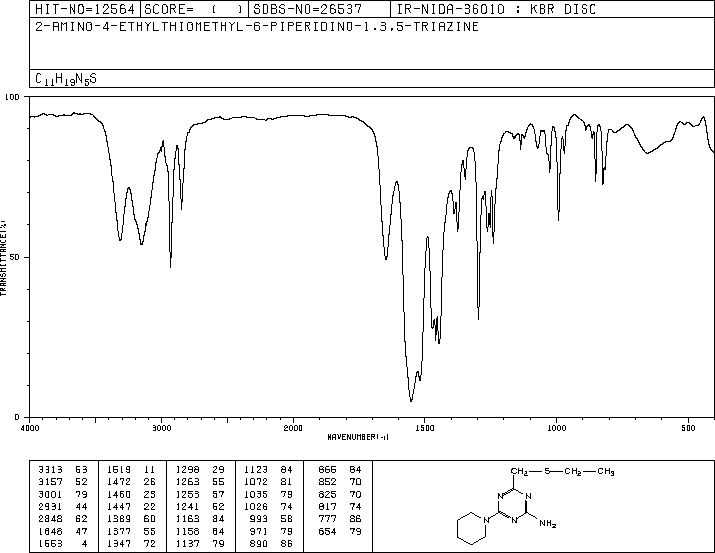 HIT-NO=12564 SCORE= ( ) SDBS-NO=26537 IR-NIDA-36010 : KBR DISC
2-AMINO-4-ETHYLTHIOMETHYL-6-PIPERIDINO-1,3,5-TRIAZINE
C11H19N5S
100
50
0
TRANSMITTANCE(%)
4000 3000 2000 1500 1000 500
WAVENUMBER(-1)
3313 53 1519 11 1298 29 1123 84 866 84
3157 52 1472 26 1263 55 1072 81 852 70
3001 79 1460 23 1253 57 1035 79 825 70
2931 44 1447 22 1241 52 1026 74 817 74
2848 62 1389 60 1163 84 993 58 777 86
1648 47 1377 55 1158 84 971 79 654 79
1553 4 1347 72 1137 79 890 86
CH2 S CH2 CH3
N N
N N NH2